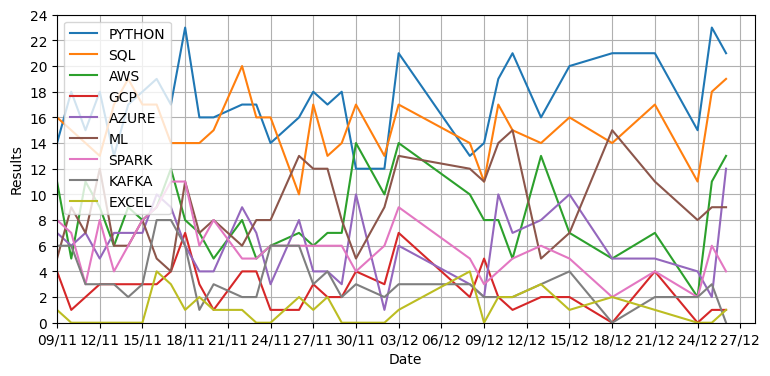 24
22
20
18
16
14
12
10
8
6
4
2
0
Results
PYTHON
SQL
AWS
GCP
AZURE
ML
SPARK
KAFKA
EXCEL
09/11 12/11 15/11 18/11 21/11 24/11 27/11 30/11 03/12 06/12 09/12 12/12 15/12 18/12 21/12 24/12 27/12
Date